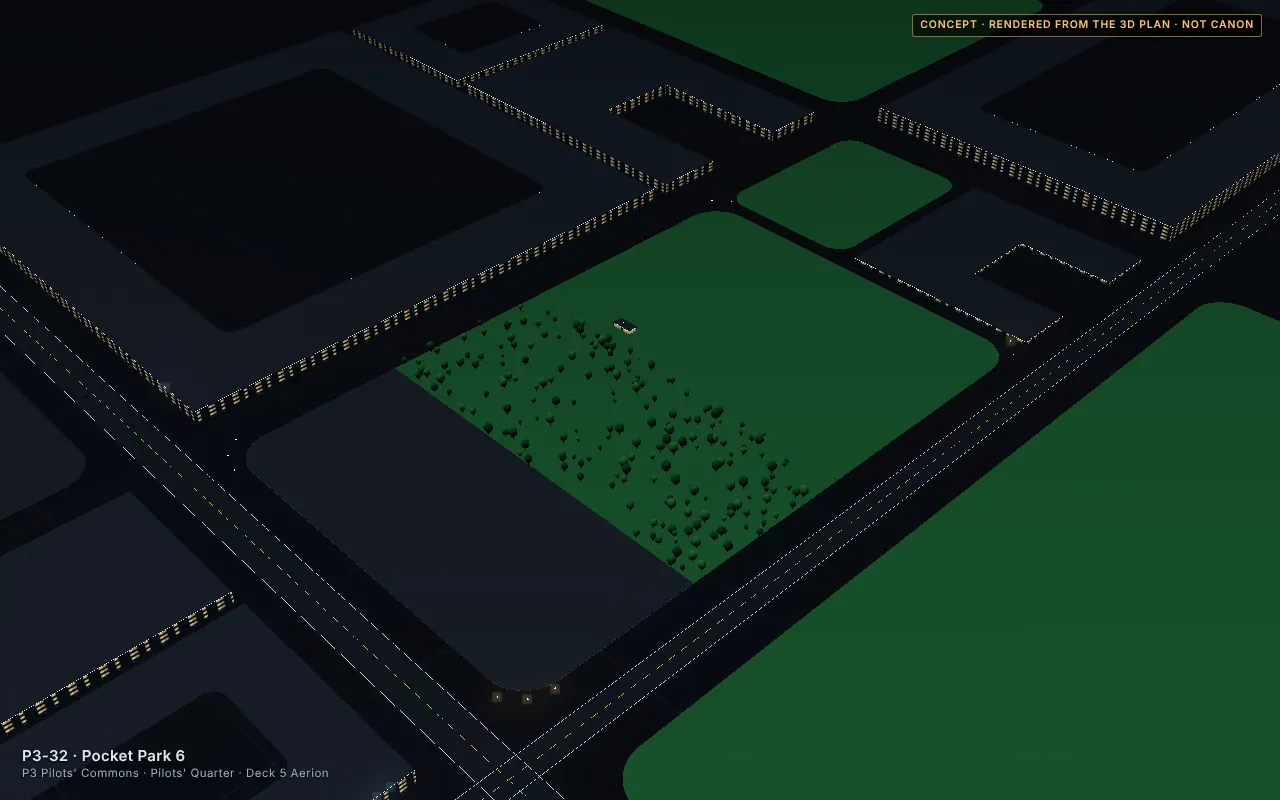 CONCEPT · RENDERED FROM THE 3D PLAN · NOT CANON
P3-32 · Pocket Park 6
P3 Pilots' Commons · Pilots' Quarter · Deck 5 Aerion